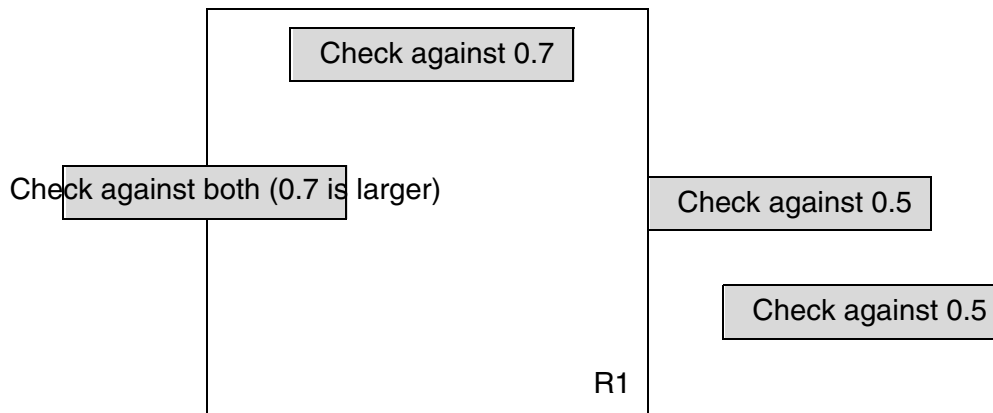 Check against 0.7
Check against both (0.7 is larger)
Check against 0.5
Check against 0.5
R1